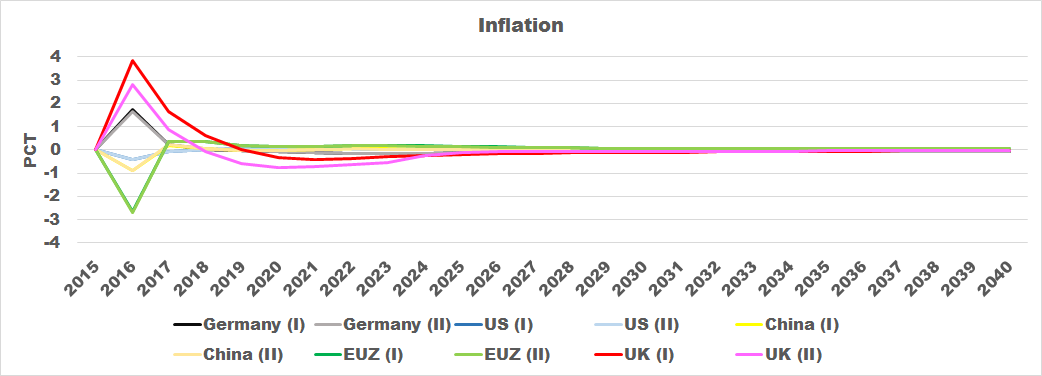 Inflation
PCT
4
3
2
1
0
-1
-2
-3
-4
2015 2016 2017 2018 2019 2020 2021 2022 2023 2024 2025 2026 2027 2028 2029 2030 2031 2032 2033 2034 2035 2036 2037 2038 2039 2040
Germany (I) Germany (II) US (I) US (II) China (I)
China (II) EUZ (I) EUZ (II) UK (I) UK (II)